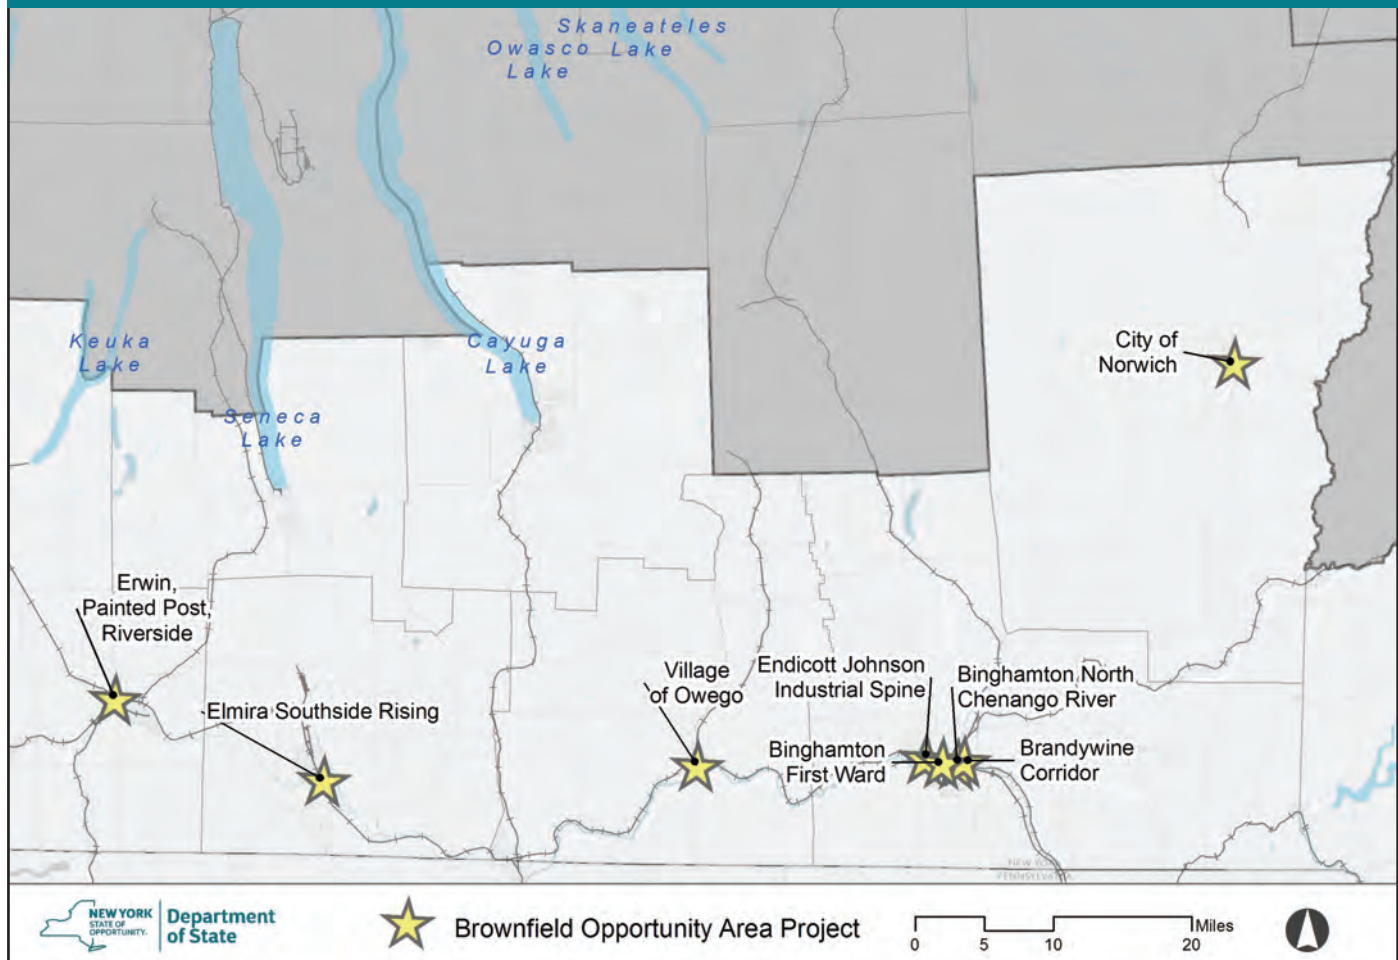 Skaneateles
Lake
Owasco
Lake
Keuka
Lake
Cayuga
Lake
Seneca
Lake
City of
Norwich
Erwin,
Painted Post,
Riverside
Elmira Southside Rising
Village
of Owego
Endicott Johnson
Industrial Spine
Binghamton North
Chenango River
Binghamton
First Ward
Brandywine
Corridor
NEW YORK
PENNSYLVANIA
NEW YORK
STATE OF
OPPORTUNITY.
Department
of State
Brownfield Opportunity Area Project
0 5 10 20 Miles